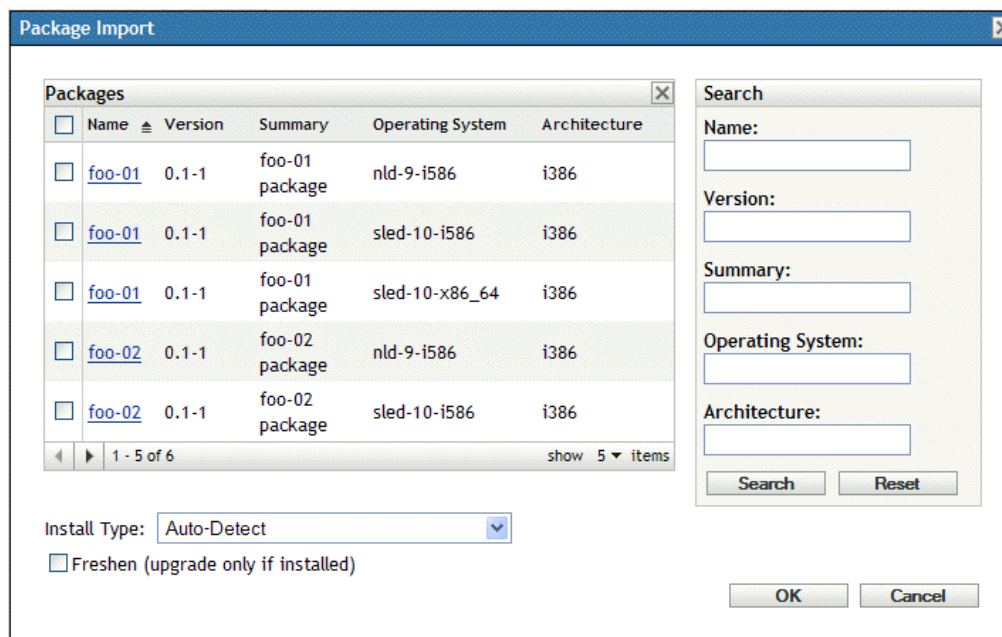 Package Import
Packages
Name Version Summary Operating System Architecture
foo-01 0.1-1 foo-01 package nld-9-i586 i386
foo-01 0.1-1 foo-01 package sled-10-i586 i386
foo-01 0.1-1 foo-01 package sled-10-x86_64 i386
foo-02 0.1-1 foo-02 package nld-9-i586 i386
foo-02 0.1-1 foo-02 package sled-10-i586 i386
1 - 5 of 6 show 5 items
Search
Name:
Version:
Summary:
Operating System:
Architecture:
Search Reset
Install Type: Auto-Detect
Freshen (upgrade only if installed)
OK Cancel